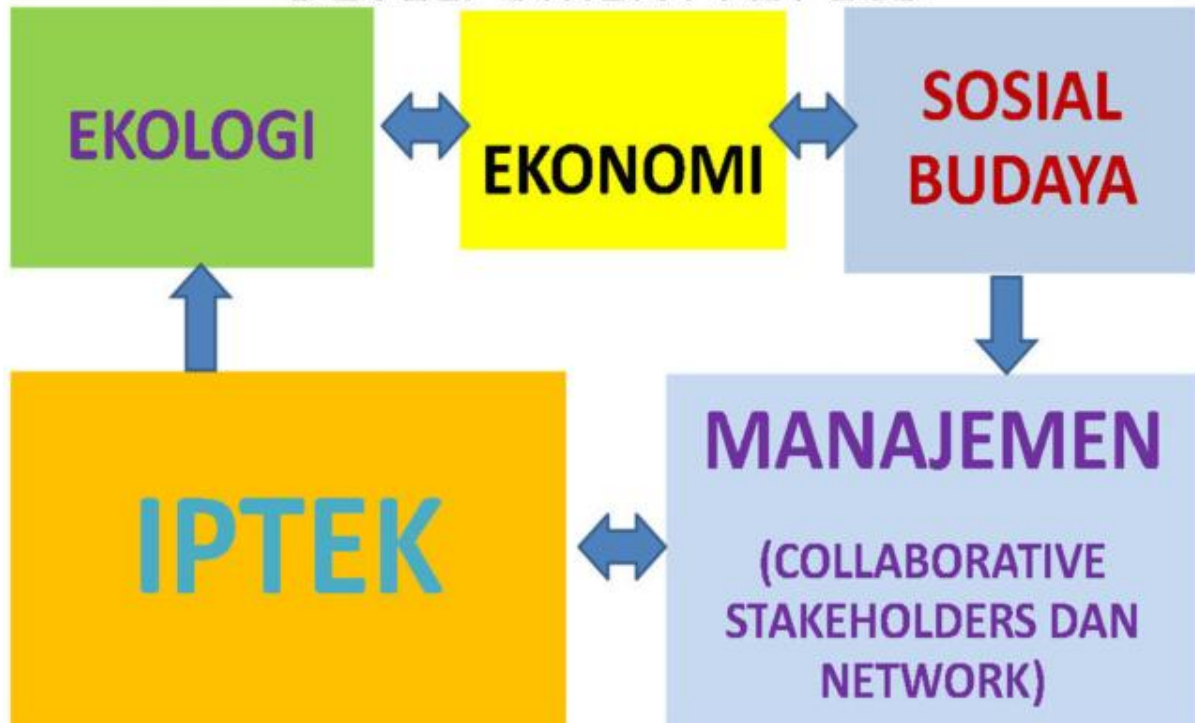 EKOLOGI
EKONOMI
SOSIAL
BUDAYA
IPTEK
MANAJEMEN
(COLLABORATIVE
STAKEHOLDERS DAN
NETWORK)